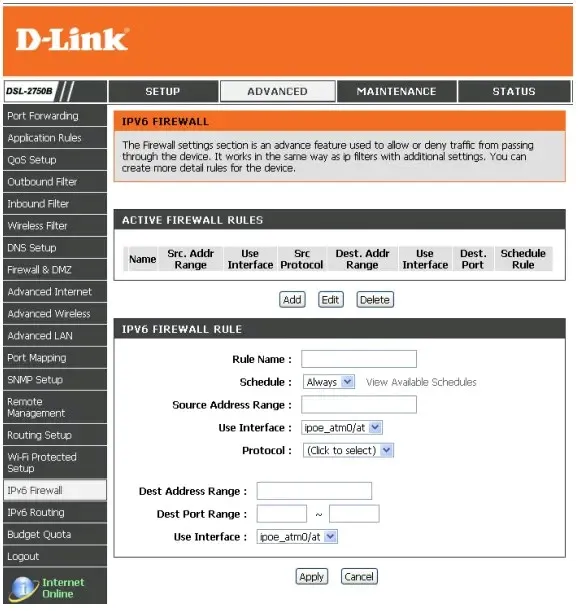 D-Link
DSL-2750B
SETUP ADVANCED MAINTENANCE STATUS
Port Forwarding
Application Rules
QoS Setup
Outbound Filter
Inbound Filter
Wireless Filter
DNS Setup
Firewall & DMZ
Advanced Internet
Advanced Wireless
Advanced LAN
Port Mapping
SNMP Setup
Remote
Management
Routing Setup
Wi-Fi Protected
Setup
IPv6 Firewall
IPv6 Routing
Budget Quota
Logout
Internet
Online
IPV6 FIREWALL
The Firewall settings section is an advance feature used to allow or deny traffic from passing
through the device. It works in the same way as ip filters with additional settings. You can
create more detail rules for the device.
ACTIVE FIREWALL RULES
Name Src. Addr Range Use Interface Src Protocol Dest. Addr Range Use Interface Dest. Port Schedule Rule
Add Edit Delete
IPV6 FIREWALL RULE
Rule Name :
Schedule : Always View Available Schedules
Source Address Range :
Use Interface : ipoe_atm0/at
Protocol : (Click to select)
Dest Address Range :
Dest Port Range : ~
Use Interface : ipoe_atm0/at
Apply Cancel